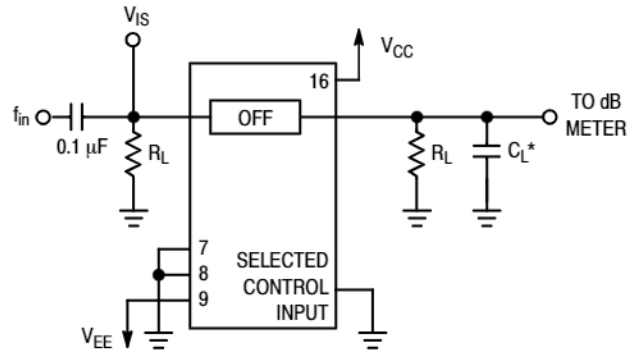 V_IS
16
V_CC
f_in
0.1 μF
R_L
OFF
R_L
C_L*
TO dB
METER
7
8
9
SELECTED
CONTROL
INPUT
V_EE